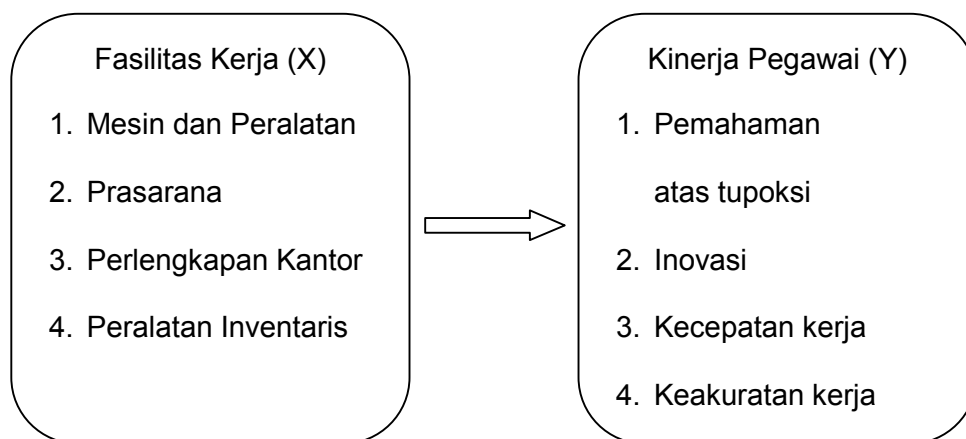 Fasilitas Kerja (X)
1. Mesin dan Peralatan
2. Prasarana
3. Perlengkapan Kantor
4. Peralatan Inventaris
Kinerja Pegawai (Y)
1. Pemahaman
atas tupoksi
2. Inovasi
3. Kecepatan kerja
4. Keakuratan kerja